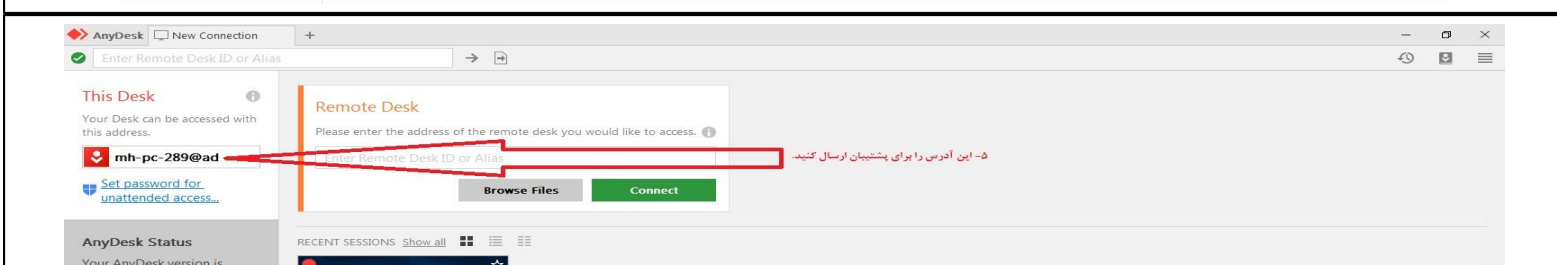 AnyDesk New Connection +
Enter Remote Desk ID or Alias
This Desk
Your Desk can be accessed with
this address.
mh-pc-289@ad
Set password for
unattended access...
Remote Desk
Please enter the address of the remote desk you would like to access.
Enter Remote Desk ID or Alias
Browse Files Connect
۵- این آدرس را برای پشتیبان ارسال کنید.
AnyDesk Status
Your AnyDesk version is
RECENT SESSIONS Show all